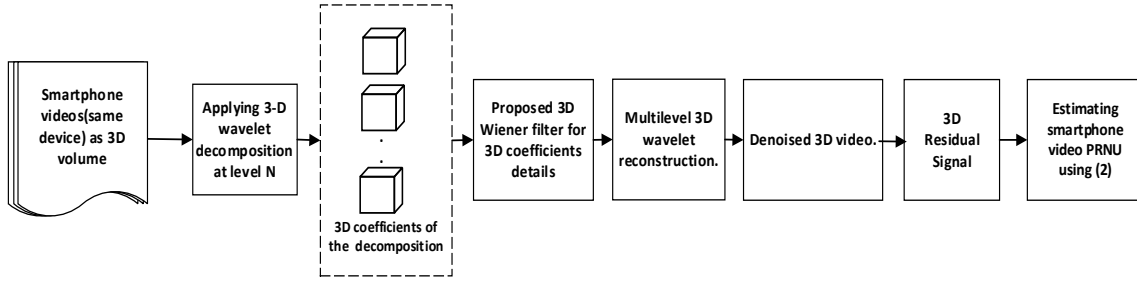 Smartphone
videos(same
device) as 3D
volume
Applying 3-D
wavelet
decomposition
at level N
.
.
3D coefficients of
the decomposition
Proposed 3D
Wiener filter for
3D coefficients
details
Multilevel 3D
wavelet
reconstruction.
Denoised 3D video.
3D
Residual
Signal
Estimating
smartphone
video PRNU
using (2)